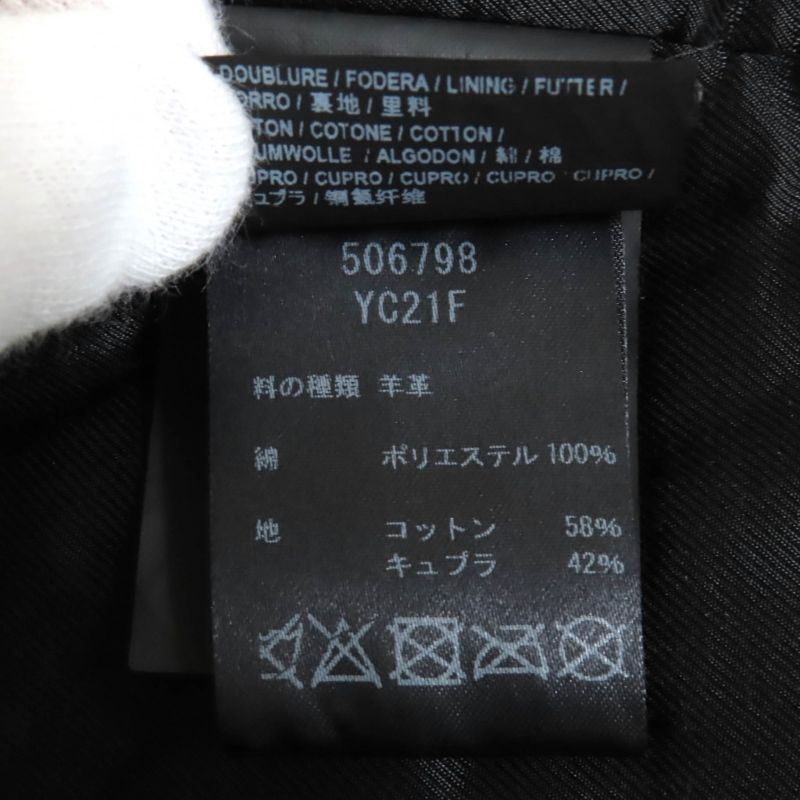 DOUBLURE / FODERA / LINING / FUTTER /
ORRO / 裏地 / 里料
TON / COTONE / COTTON /
UMWOLLE / ALGODON / 綿 / 棉
UPRO / CUPRO / CUPRO / CUPRO / CUPRO /
ュプラ / 铜氨纤维
506798
YC21F
料の種類 羊革
綿 ポリエステル 100%
地 コットン 58%
キュプラ 42%